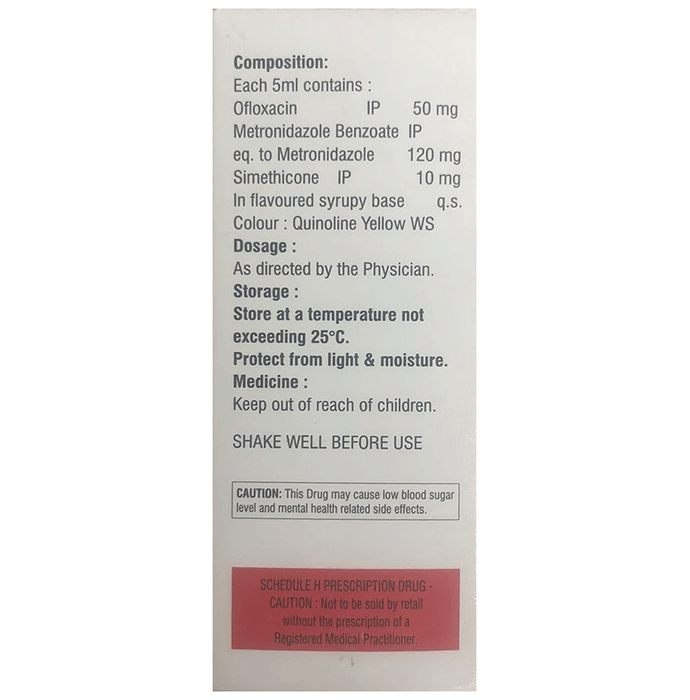 Composition:
Each 5ml contains :
Ofloxacin IP 50 mg
Metronidazole Benzoate IP
eq. to Metronidazole 120 mg
Simethicone IP 10 mg
In flavoured syrupy base q.s.
Colour : Quinoline Yellow WS
Dosage :
As directed by the Physician.
Storage :
Store at a temperature not
exceeding 25°C.
Protect from light & moisture.
Medicine :
Keep out of reach of children.
SHAKE WELL BEFORE USE
CAUTION: This Drug may cause low blood sugar
level and mental health related side effects.
SCHEDULE H PRESCRIPTION DRUG -
CAUTION : Not to be sold by retail
without the prescription of a
Registered Medical Practitioner.